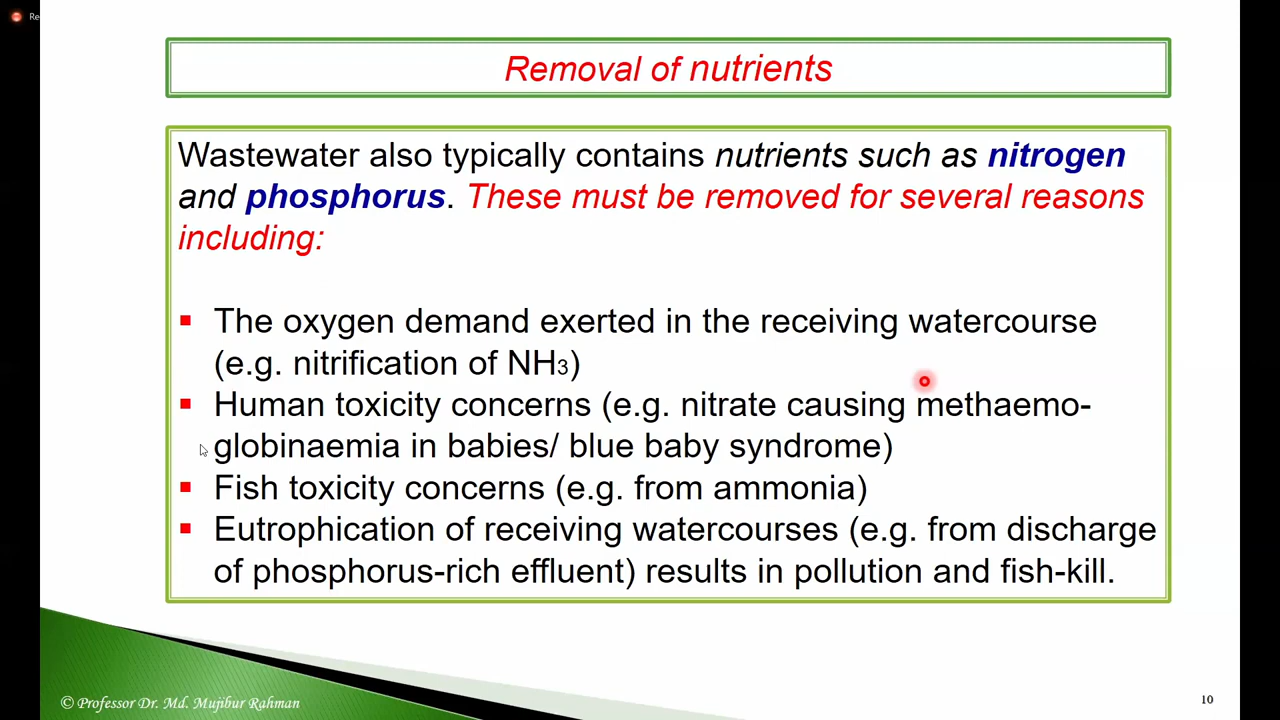 Re
Removal of nutrients
Wastewater also typically contains nutrients such as nitrogen
and phosphorus. These must be removed for several reasons
including:
▪ The oxygen demand exerted in the receiving watercourse
(e.g. nitrification of NH₃)
▪ Human toxicity concerns (e.g. nitrate causing methaemo-
globinaemia in babies/ blue baby syndrome)
▪ Fish toxicity concerns (e.g. from ammonia)
▪ Eutrophication of receiving watercourses (e.g. from discharge
of phosphorus-rich effluent) results in pollution and fish-kill.
© Professor Dr. Md. Mujibur Rahman
10